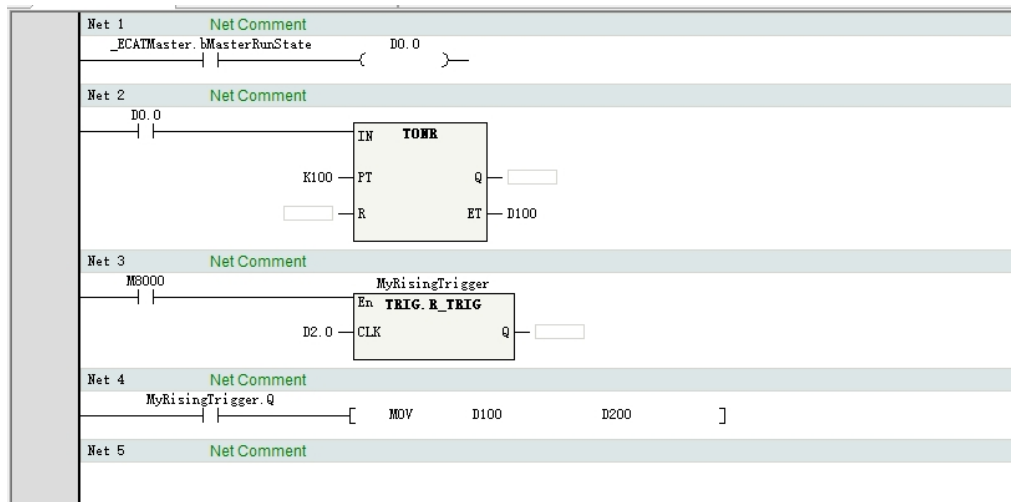 Net 1 Net Comment
_ECATMaster.bMasterRunState D0.0
Net 2 Net Comment
D0.0
IN TONR
K100 PT Q
R ET D100
Net 3 Net Comment
M8000 MyRisingTrigger
En TRIG.R_TRIG
D2.0 CLK Q
Net 4 Net Comment
MyRisingTrigger.Q
[ MOV D100 D200 ]
Net 5 Net Comment